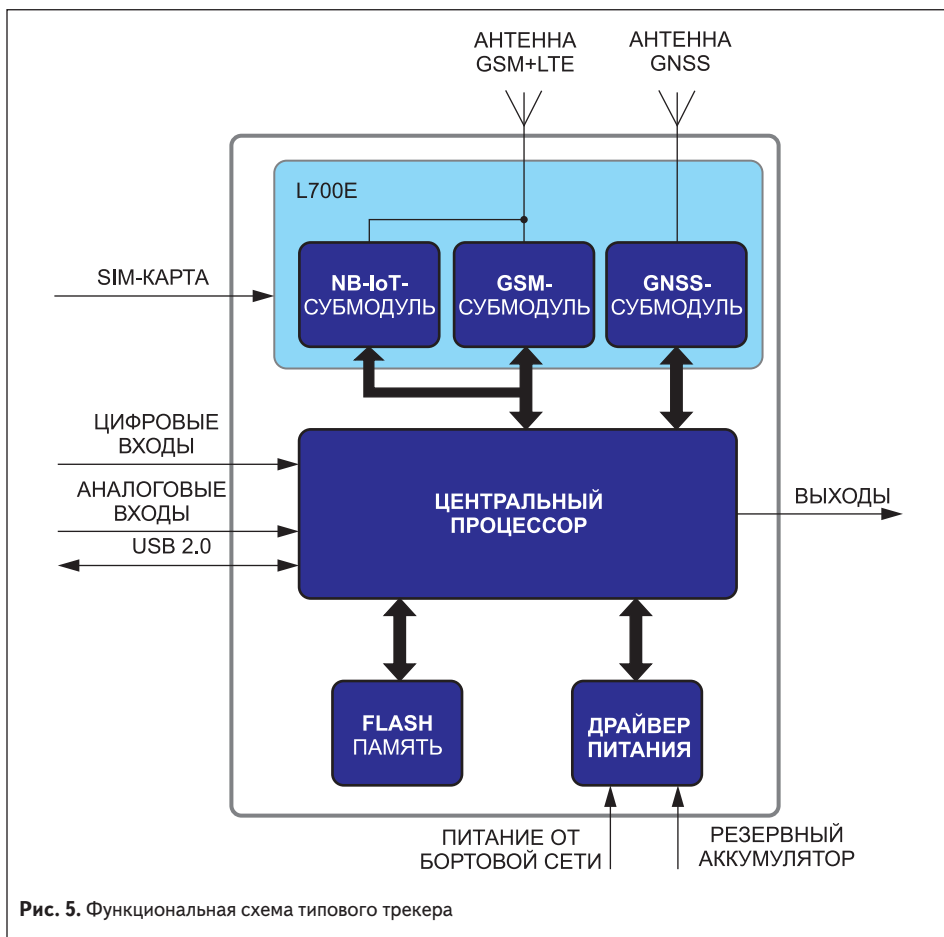 АНТЕННА
GSM+LTE
АНТЕННА
GNSS
L700E
SIM-КАРТА
NB-IoT-
СУБМОДУЛЬ
GSM-
СУБМОДУЛЬ
GNSS-
СУБМОДУЛЬ
ЦИФРОВЫЕ
ВХОДЫ
АНАЛОГОВЫЕ
ВХОДЫ
USB 2.0
ЦЕНТРАЛЬНЫЙ
ПРОЦЕССОР
ВЫХОДЫ
FLASH
ПАМЯТЬ
ДРАЙВЕР
ПИТАНИЯ
ПИТАНИЕ ОТ
БОРТОВОЙ СЕТИ
РЕЗЕРВНЫЙ
АККУМУЛЯТОР
Рис. 5. Функциональная схема типового трекера